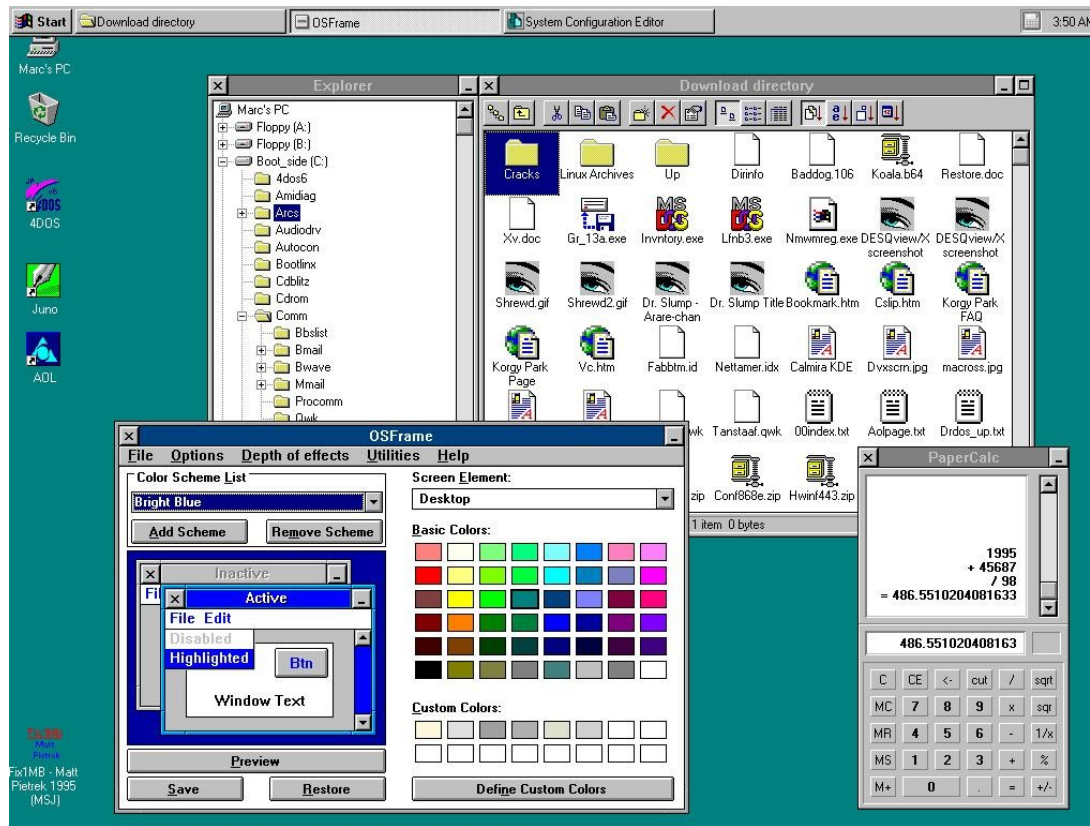 Start
Download directory
OSFrame
System Configuration Editor
3:50 AM
Marc's PC
Recycle Bin
4DOS
Juno
AOL
Fix1MB
Matt
Pietrek
Fix1MB - Matt
Pietrek 1995
(MSJ)
Explorer
Marc's PC
Floppy (A:)
Floppy (B:)
Boot_side (C:)
4dos6
Amidiag
Arcs
Audiodrv
Autocon
Bootlinx
Cdblitz
Cdrom
Comm
Bbslist
Bmail
Bwave
Mmail
Procomm
Qwk
Download directory
Cracks Linux Archives Up Dirinfo Baddog.106 Koala.b64 Restore.doc
Xv.doc Gr_13a.exe Invntory.exe Lfnb3.exe Nmwmreg.exe DESQview/X screenshot DESQview/X screenshot
Shrewd.gif Shrewd2.gif Dr. Slump - Arare-chan Dr. Slump Title Bookmark.htm Cslip.htm Korgy Park FAQ
Korgy Park Page Vc.htm Fabbtm.id Nettamer.idx Calmira KDE Dvxscrn.jpg macross.jpg
wk Tanstaaf.qwk 00index.txt Aolpage.txt Drdos_up.txt
zip Conf868e.zip Hwinf443.zip
1 item 0 bytes
OSFrame
File Options Depth of effects Utilities Help
Color Scheme List
Bright Blue
Add Scheme Remove Scheme
Inactive
Fil
Active
File Edit
Disabled
Highlighted
Btn
Window Text
Preview
Save Restore
Screen Element:
Desktop
Basic Colors:
Custom Colors:
Define Custom Colors
PaperCalc
1995
+ 45687
/ 98
= 486.5510204081633
486.551020408163
C CE <- cut / sqrt
MC 7 8 9 x sqr
MR 4 5 6 - 1/x
MS 1 2 3 + %
M+ 0 . = +/-